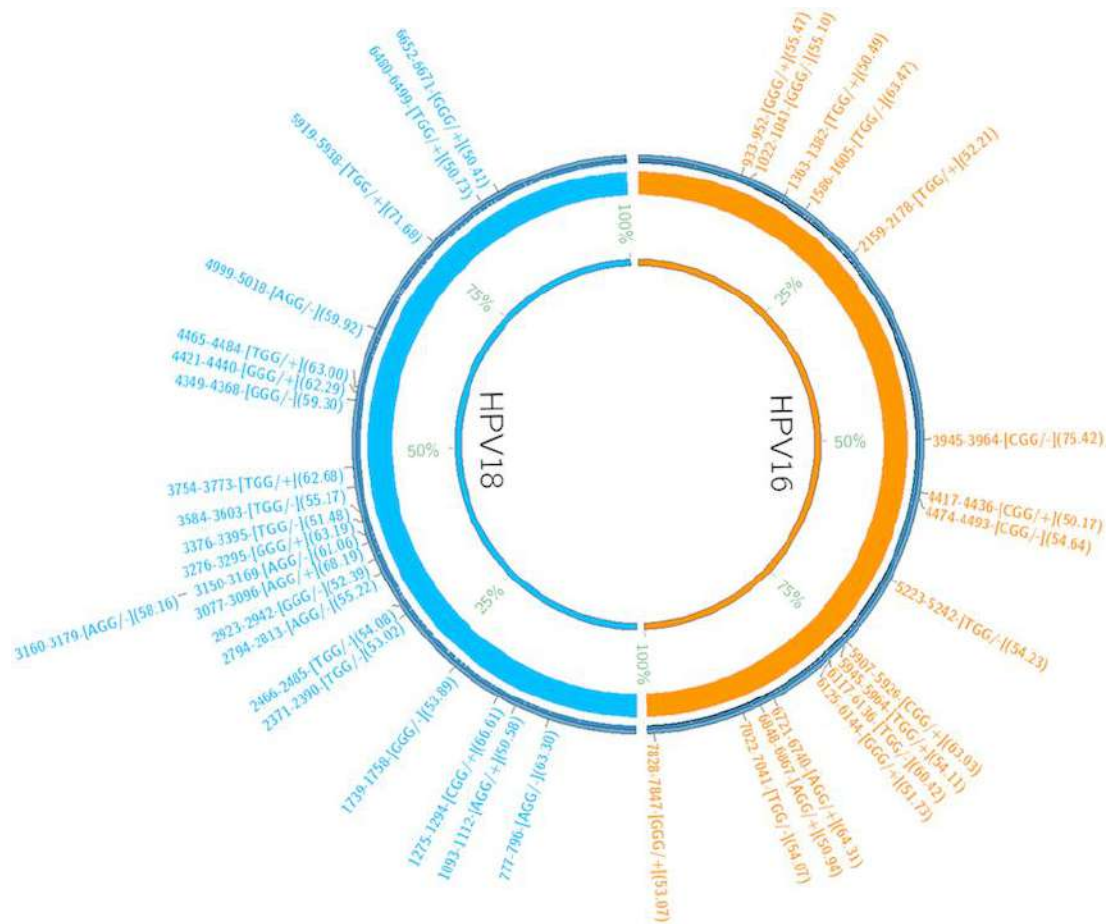 933-952-[GGG/+](55.47)
1022-1041-[GGG/-](55.10)
1363-1382-[TGG/+](50.49)
1586-1605-[TGG/-](63.47)
2159-2178-[TGG/+](52.21)
3945-3964-[CGG/-](75.42)
4417-4436-[CGG/+](50.17)
4474-4493-[CGG/-](54.64)
5223-5242-[TGG/-](54.23)
5907-5926-[CGG/+](63.03)
5945-5964-[TGG/+](54.11)
6117-6136-[TGG/-](60.42)
6125-6144-[GGG/+](51.73)
6721-6740-[AGG/+](64.31)
6848-6867-[AGG/+](50.94)
7022-7041-[TGG/-](54.07)
7828-7847-[GGG/+](53.07)
777-796-[AGG/-](63.30)
1093-1112-[AGG/+](50.58)
1275-1294-[CGG/+](66.61)
1739-1758-[GGG/-](53.89)
2371-2390-[TGG/-](53.02)
2466-2485-[TGG/-](54.08)
2794-2813-[AGG/-](55.22)
2923-2942-[GGG/-](52.39)
3077-3096-[AGG/+](68.19)
3150-3169-[AGG/-](61.06)
3160-3179-[AGG/-](58.16)
3276-3295-[GGG/+](63.19)
3376-3395-[TGG/-](51.48)
3584-3603-[TGG/-](55.17)
3754-3773-[TGG/+](62.68)
4349-4368-[GGG/-](59.30)
4421-4440-[GGG/+](62.29)
4465-4484-[TGG/+](63.00)
4999-5018-[AGG/-](59.92)
5919-5938-[TGG/+](71.68)
6480-6499-[TGG/+](50.73)
6652-6671-[GGG/+](50.41)
100%
75%
50%
25%
25%
50%
75%
100%
HPV18
HPV16